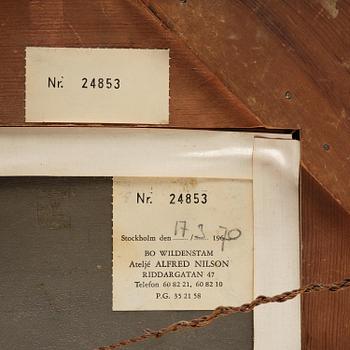 Nr. 24853
Nr. 24853
Stockholm den 17/3 1970
BO WILDENSTAM
Ateljé ALFRED NILSON
RIDDARGATAN 47
Telefon 60 82 21, 60 82 10
P.G. 35 21 58